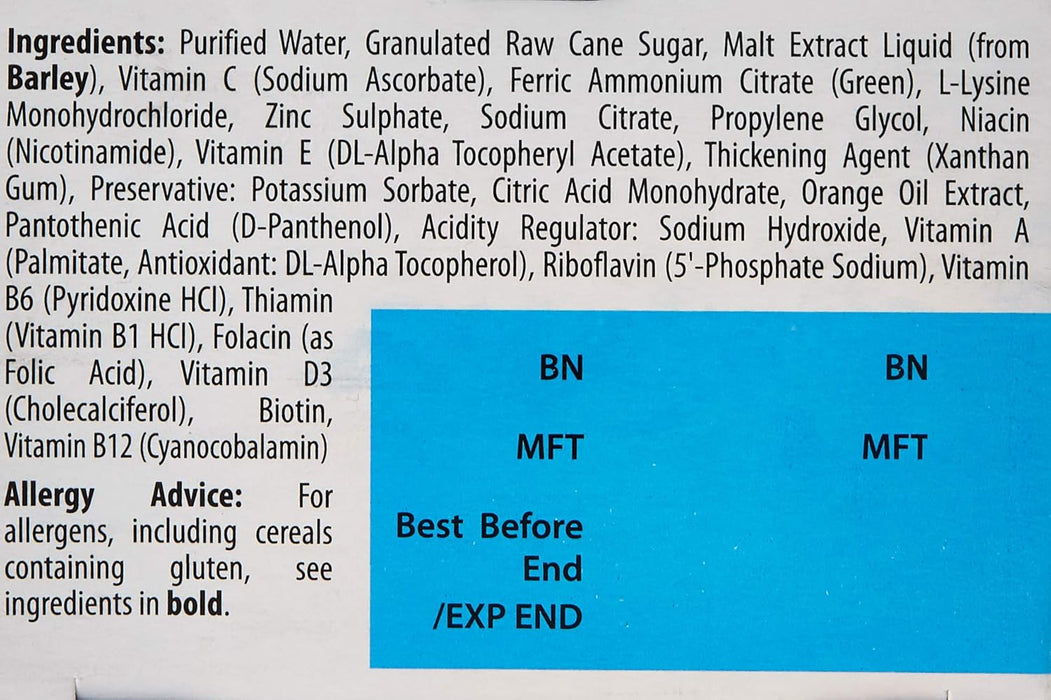 Ingredients: Purified Water, Granulated Raw Cane Sugar, Malt Extract Liquid (from
Barley), Vitamin C (Sodium Ascorbate), Ferric Ammonium Citrate (Green), L-Lysine
Monohydrochloride, Zinc Sulphate, Sodium Citrate, Propylene Glycol, Niacin
(Nicotinamide), Vitamin E (DL-Alpha Tocopheryl Acetate), Thickening Agent (Xanthan
Gum), Preservative: Potassium Sorbate, Citric Acid Monohydrate, Orange Oil Extract,
Pantothenic Acid (D-Panthenol), Acidity Regulator: Sodium Hydroxide, Vitamin A
(Palmitate, Antioxidant: DL-Alpha Tocopherol), Riboflavin (5'-Phosphate Sodium), Vitamin
B6 (Pyridoxine HCl), Thiamin
(Vitamin B1 HCl), Folacin (as
Folic Acid), Vitamin D3
(Cholecalciferol), Biotin,
Vitamin B12 (Cyanocobalamin)
Allergy Advice: For
allergens, including cereals
containing gluten, see
ingredients in bold.
BN BN
MFT MFT
Best Before
End
/EXP END